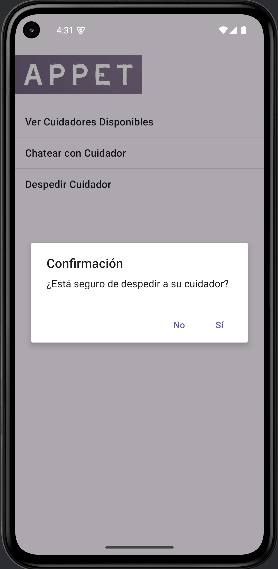 4:31
APPET
Ver Cuidadores Disponibles
Chatear con Cuidador
Despedir Cuidador
Confirmación
¿Está seguro de despedir a su cuidador?
No
Sí